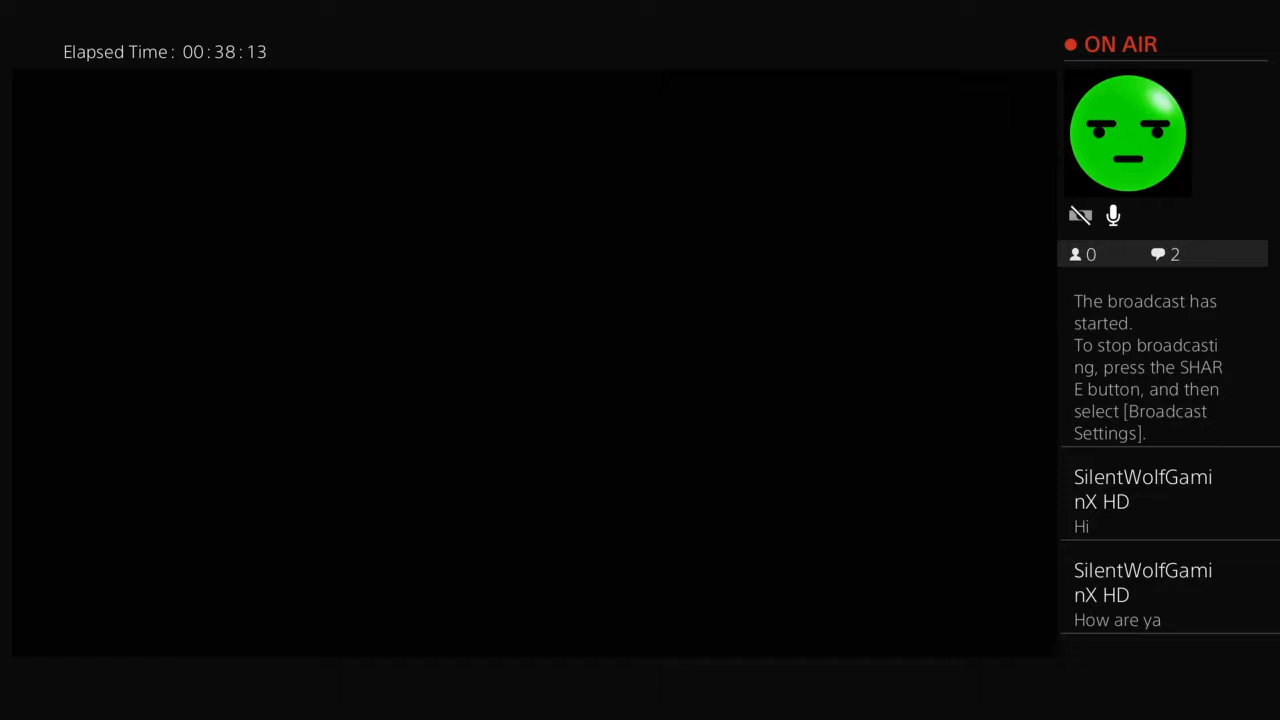 Elapsed Time: 00:38:13
ON AIR
0 2
The broadcast has
started.
To stop broadcasti
ng, press the SHAR
E button, and then
select [Broadcast
Settings].
SilentWolfGami
nX HD
Hi
SilentWolfGami
nX HD
How are ya